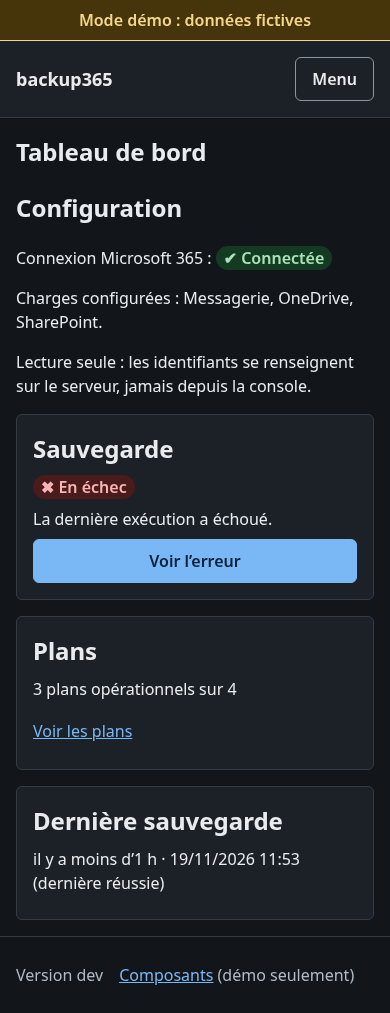 Mode démo : données fictives
backup365
Menu
Tableau de bord
Configuration
Connexion Microsoft 365 : ✔ Connectée
Charges configurées : Messagerie, OneDrive,
SharePoint.
Lecture seule : les identifiants se renseignent
sur le serveur, jamais depuis la console.
Sauvegarde
✖ En échec
La dernière exécution a échoué.
Voir l’erreur
Plans
3 plans opérationnels sur 4
Voir les plans
Dernière sauvegarde
il y a moins d’1 h · 19/11/2026 11:53
(dernière réussie)
Version dev Composants (démo seulement)